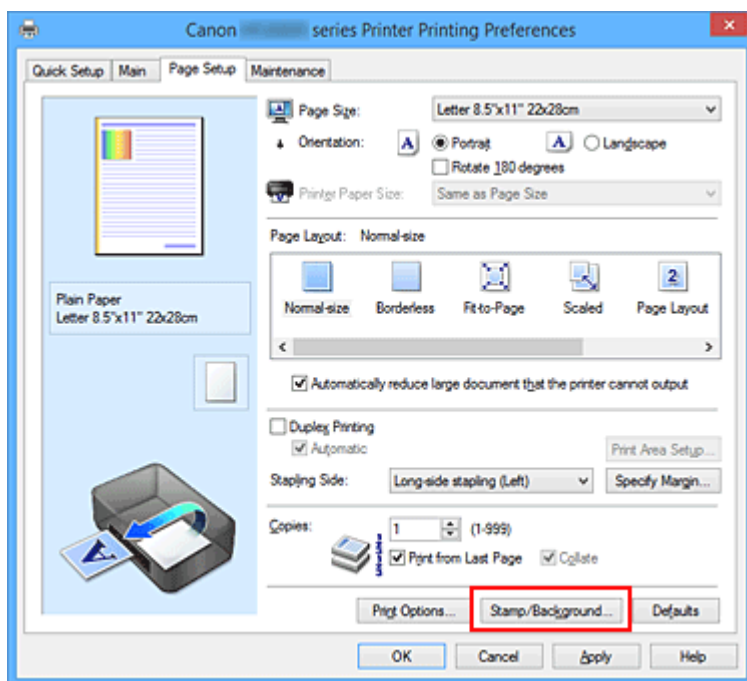 Canon series Printer Printing Preferences
Quick Setup Main Page Setup Maintenance
Page Size: Letter 8.5"x11" 22x28cm
Orientation: A Portrait A Landscape
Rotate 180 degrees
Printer Paper Size: Same as Page Size
Page Layout: Normal-size
2
Normal-size Borderless Fit-to-Page Scaled Page Layout
Plain Paper
Letter 8.5"x11" 22x28cm
Automatically reduce large document that the printer cannot output
Duplex Printing
Automatic Print Area Setup...
Stapling Side: Long-side stapling (Left) Specify Margin...
Copies: 1 (1-999)
Print from Last Page Collate
A
Print Options... Stamp/Background... Defaults
OK Cancel Apply Help